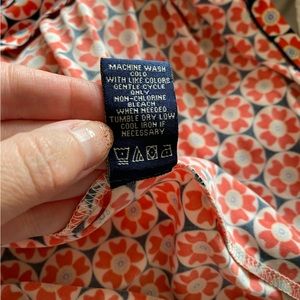 MACHINE WASH
COLD
WITH LIKE COLORS
GENTLE CYCLE
ONLY
NON-CHLORINE
BLEACH
WHEN NEEDED
TUMBLE DRY LOW
COOL IRON IF
NECESSARY